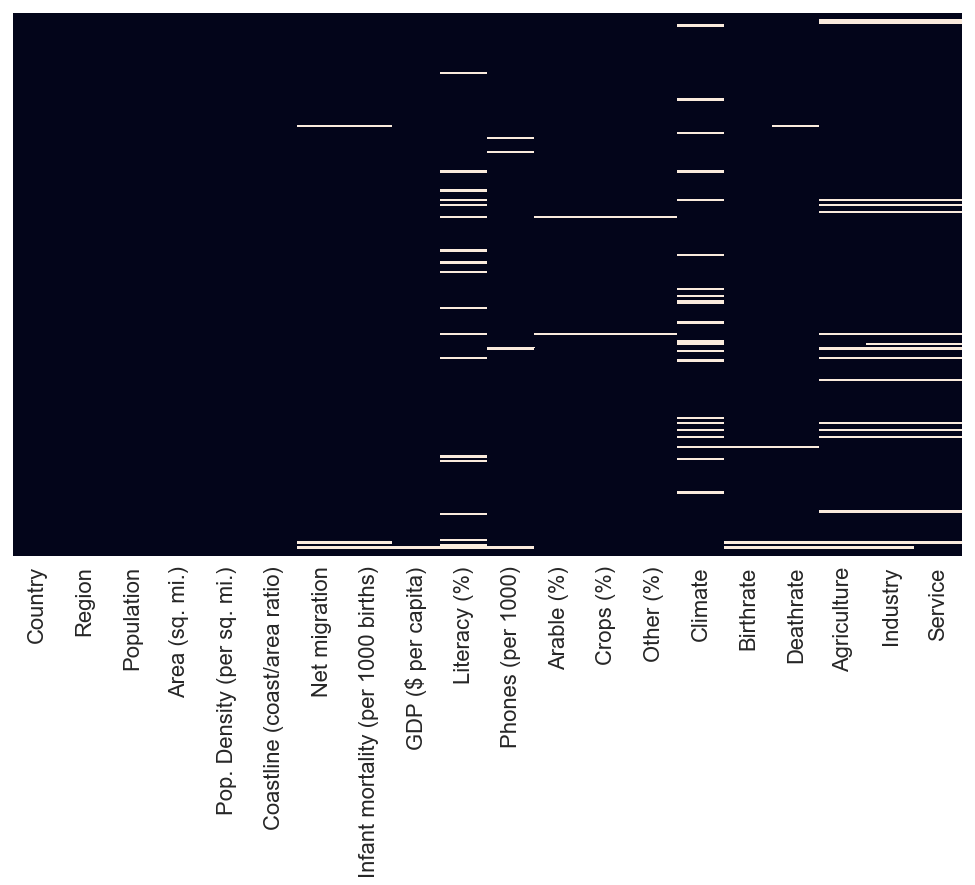 Country
Region
Population
Area (sq. mi.)
Pop. Density (per sq. mi.)
Coastline (coast/area ratio)
Net migration
Infant mortality (per 1000 births)
GDP ($ per capita)
Literacy (%)
Phones (per 1000)
Arable (%)
Crops (%)
Other (%)
Climate
Birthrate
Deathrate
Agriculture
Industry
Service